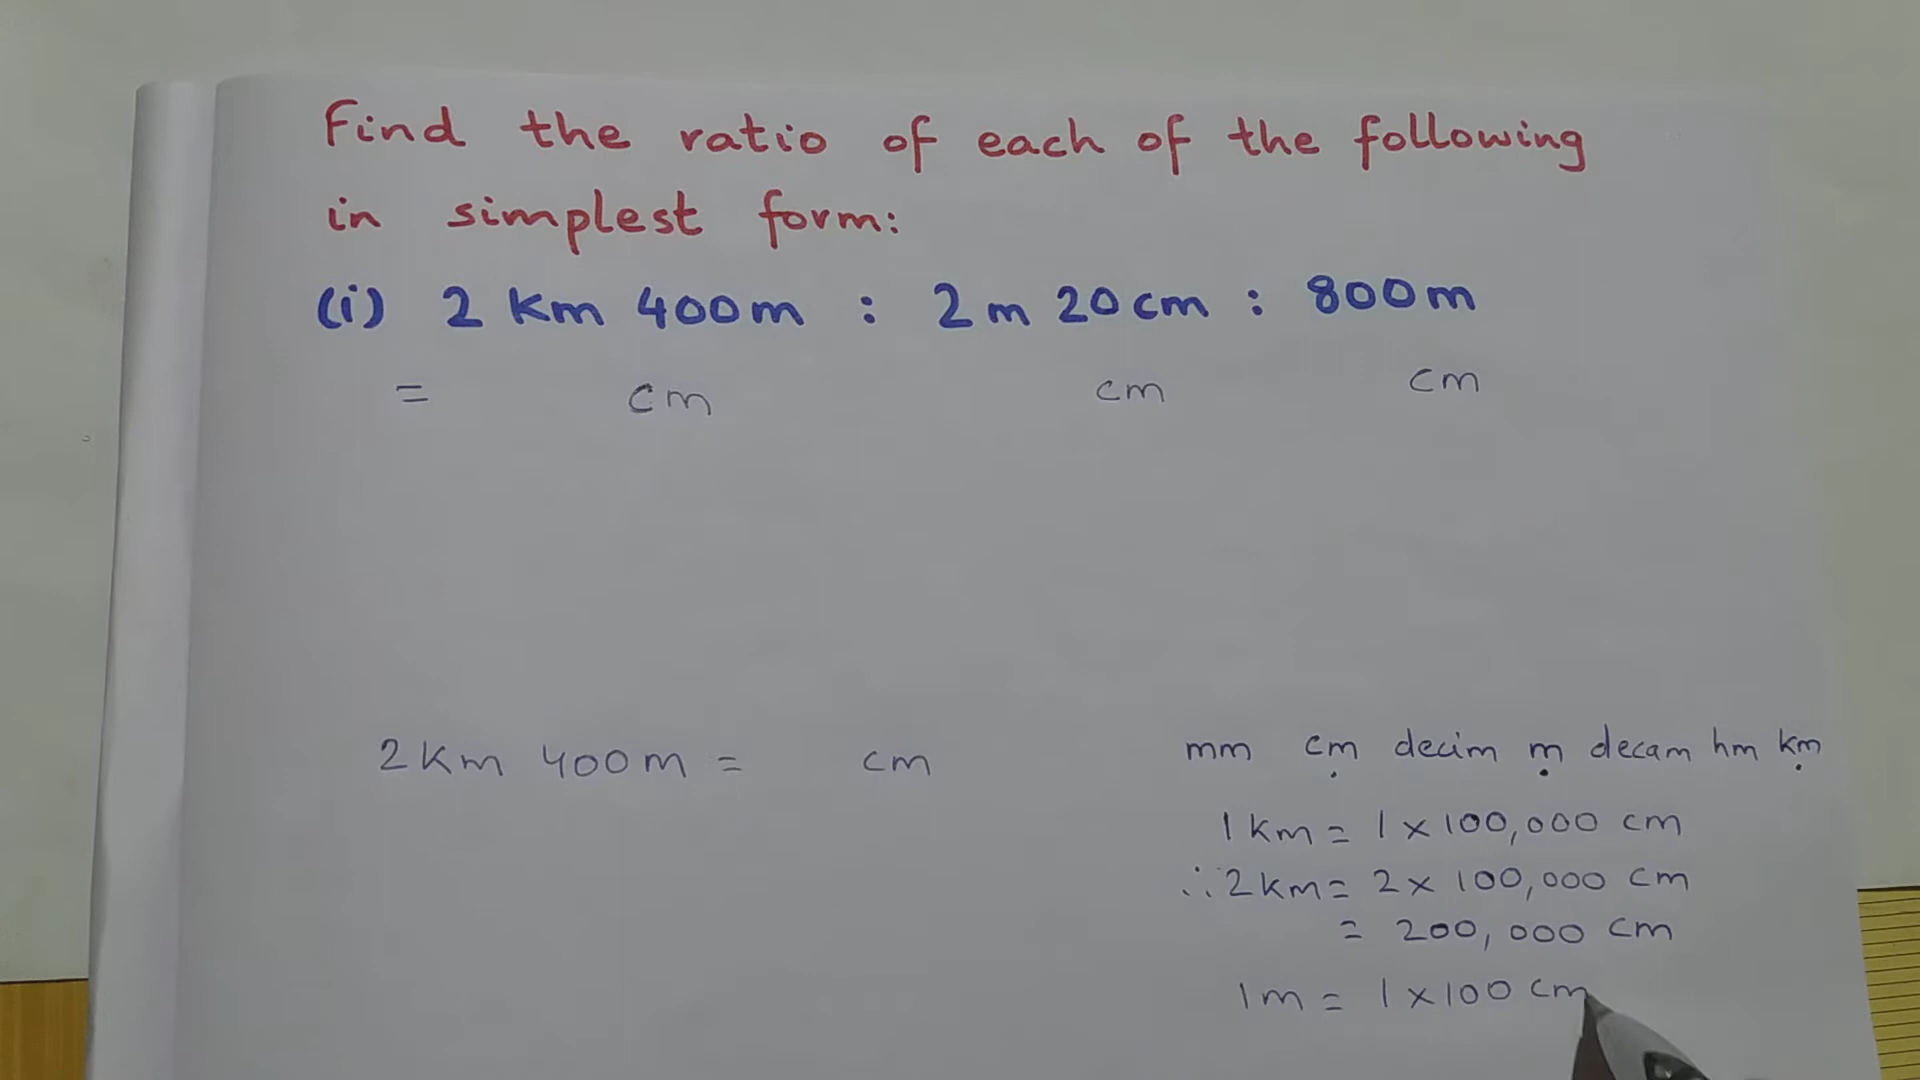 Find the ratio of each of the following
in simplest form:
(i) 2 Km 400m : 2m 20cm : 800m
= cm cm cm
2Km 400m = cm
mm cm decim m decam hm km
1 Km = 1 × 100,000 cm
∴ 2 Km = 2 × 100,000 cm
= 200,000 cm
1m = 1 × 100 cm